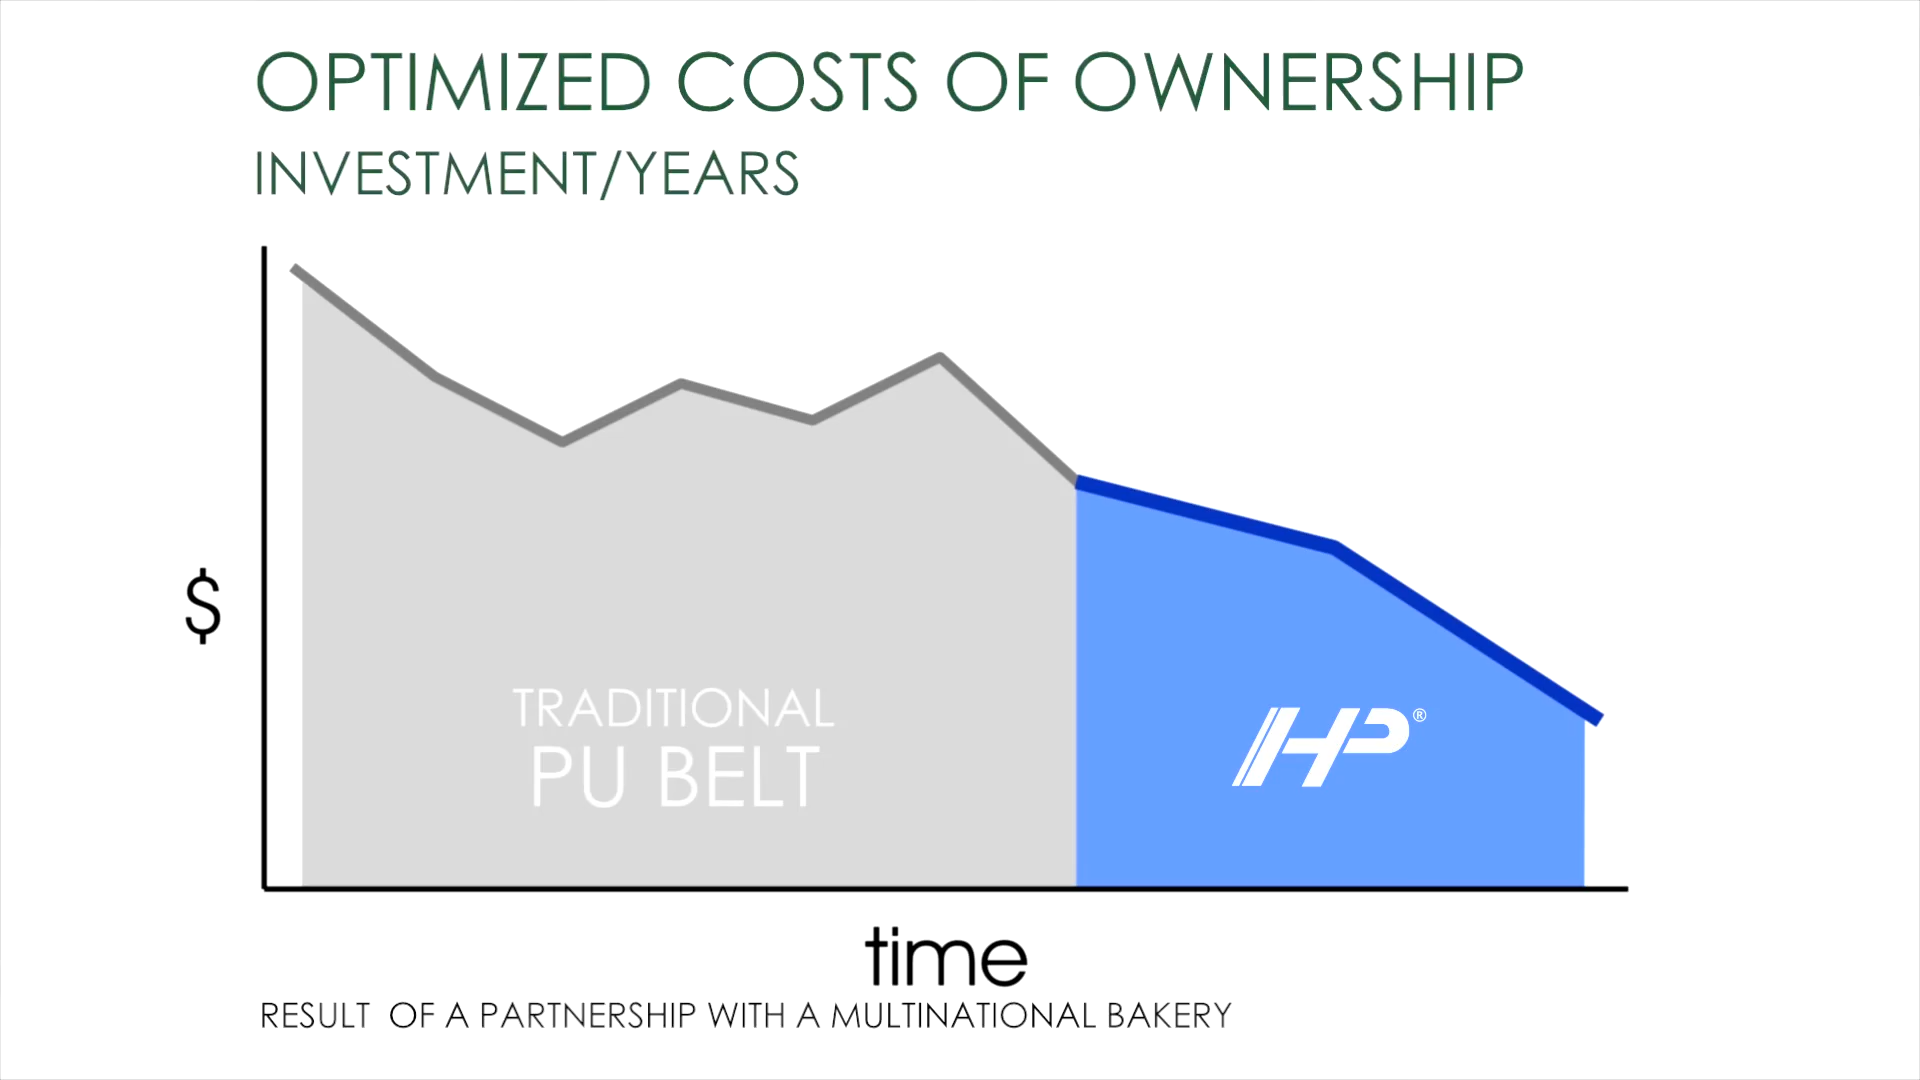 OPTIMIZED COSTS OF OWNERSHIP
INVESTMENT/YEARS
$
TRADITIONAL
PU BELT
HP®
time
RESULT OF A PARTNERSHIP WITH A MULTINATIONAL BAKERY